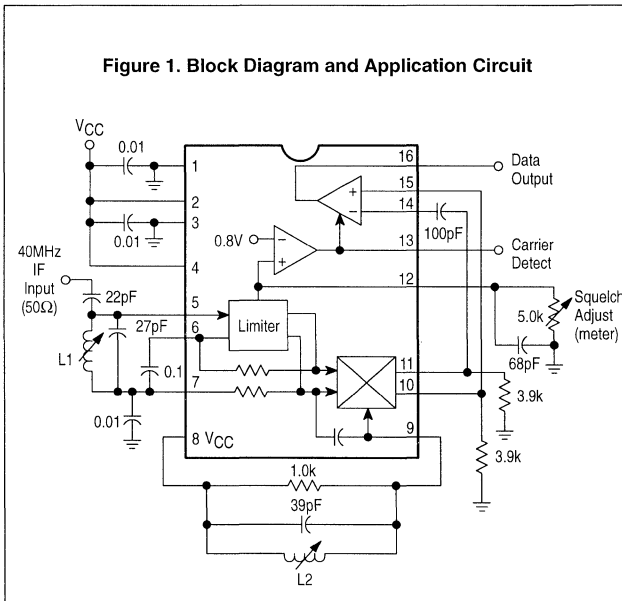 Figure 1. Block Diagram and Application Circuit
VCC
0.01
1
2
3
0.01
4
40MHz
IF
Input
(50Ω)
22pF
5
27pF
6
L1
0.1
7
0.01
8 VCC
Limiter
0.8V
-
+
+
-
16
Data
Output
15
14
100pF
13
Carrier
Detect
12
Squelch
Adjust
(meter)
5.0k
68pF
11
10
3.9k
9
3.9k
1.0k
39pF
L2